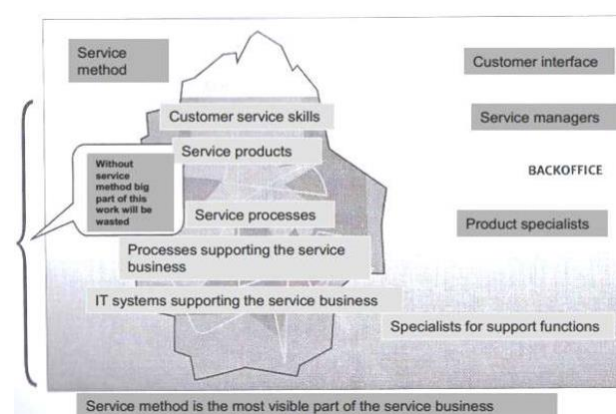 Service
method
Customer interface
Customer service skills
Service managers
Service products
Without
service
method big
part of this
work will be
wasted
BACKOFFICE
Service processes
Product specialists
Processes supporting the service
business
IT systems supporting the service business
Specialists for support functions
Service method is the most visible part of the service business